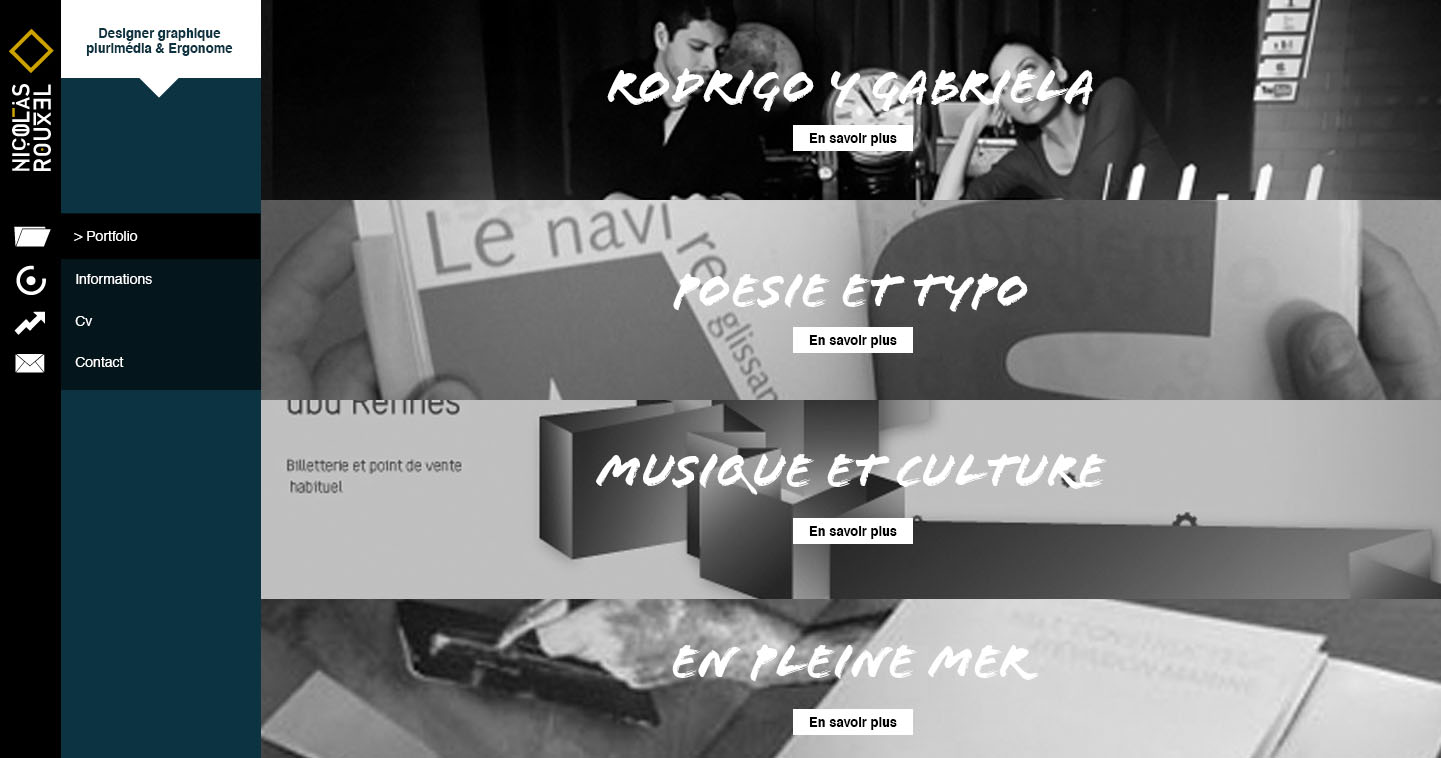 Designer graphique
plurimédia & Ergonome
NICOLAS
ROUXEL
> Portfolio
Informations
Cv
Contact
RODRIGO Y GABRIELA
En savoir plus
Le navire
glissan
POESIE ET TYPO
En savoir plus
ubu Rennes
Billetterie et point de vente
habituel
MUSIQUE ET CULTURE
En savoir plus
EN PLEINE MER
En savoir plus